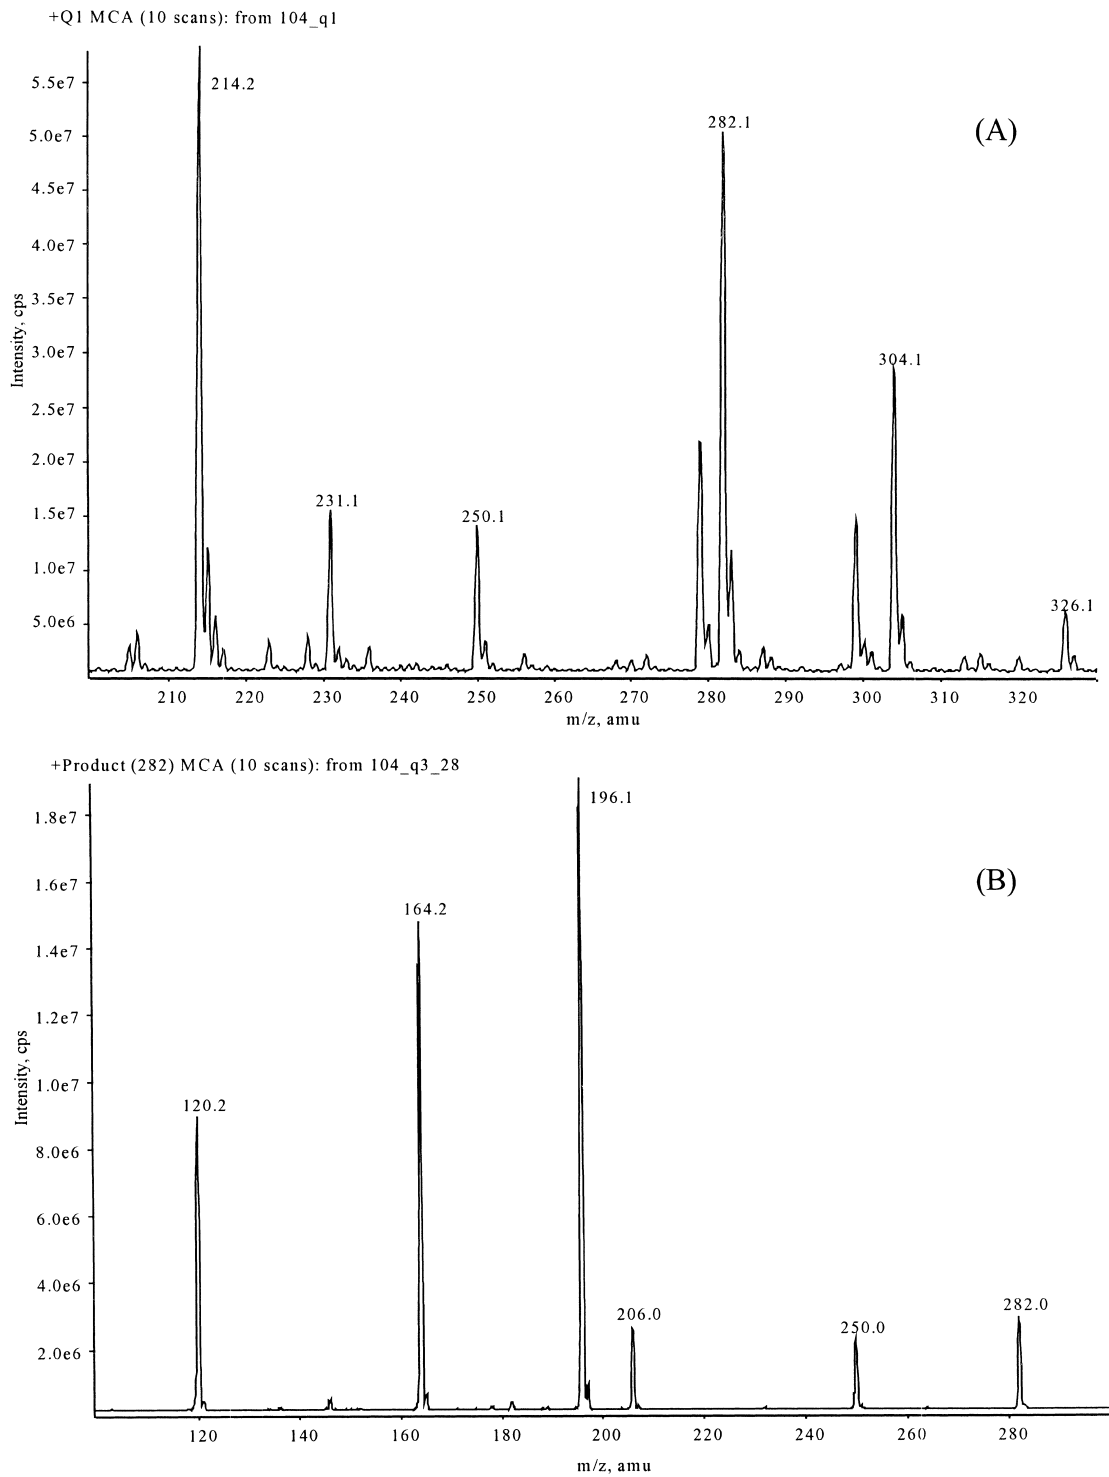 +Q1 MCA (10 scans): from 104_q1
5.5e7
5.0e7
4.5e7
4.0e7
3.5e7
3.0e7
2.5e7
2.0e7
1.5e7
1.0e7
5.0e6
Intensity, cps
214.2
231.1
250.1
282.1
304.1
326.1
(A)
210 220 230 240 250 260 270 280 290 300 310 320
m/z, amu
+Product (282) MCA (10 scans): from 104_q3_28
1.8e7
1.6e7
1.4e7
1.2e7
1.0e7
8.0e6
6.0e6
4.0e6
2.0e6
Intensity, cps
120.2
164.2
196.1
206.0
250.0
282.0
(B)
120 140 160 180 200 220 240 260 280
m/z, amu